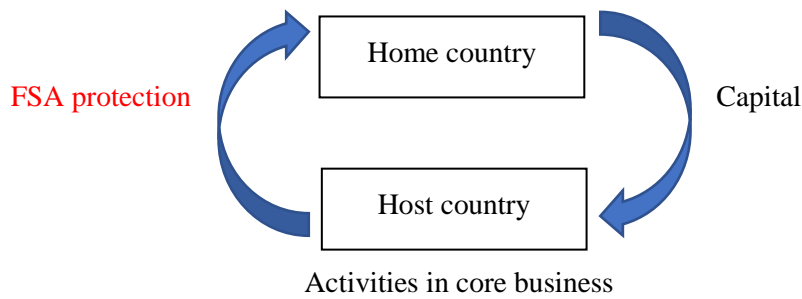 Home country
FSA protection
Capital
Host country
Activities in core business